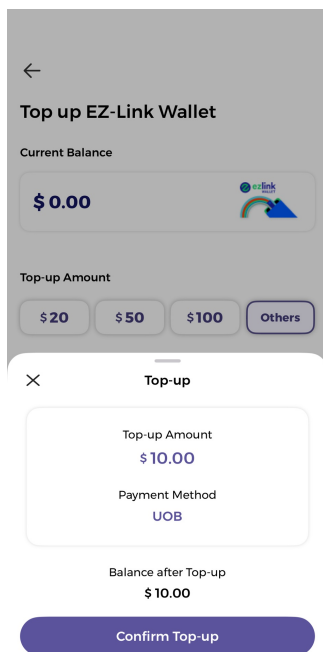 Top up EZ-Link Wallet
Current Balance
$ 0.00
ezlink
WALLET
Top-up Amount
$ 20
$ 50
$ 100
Others
Top-up
Top-up Amount
$ 10.00
Payment Method
UOB
Balance after Top-up
$ 10.00
Confirm Top-up